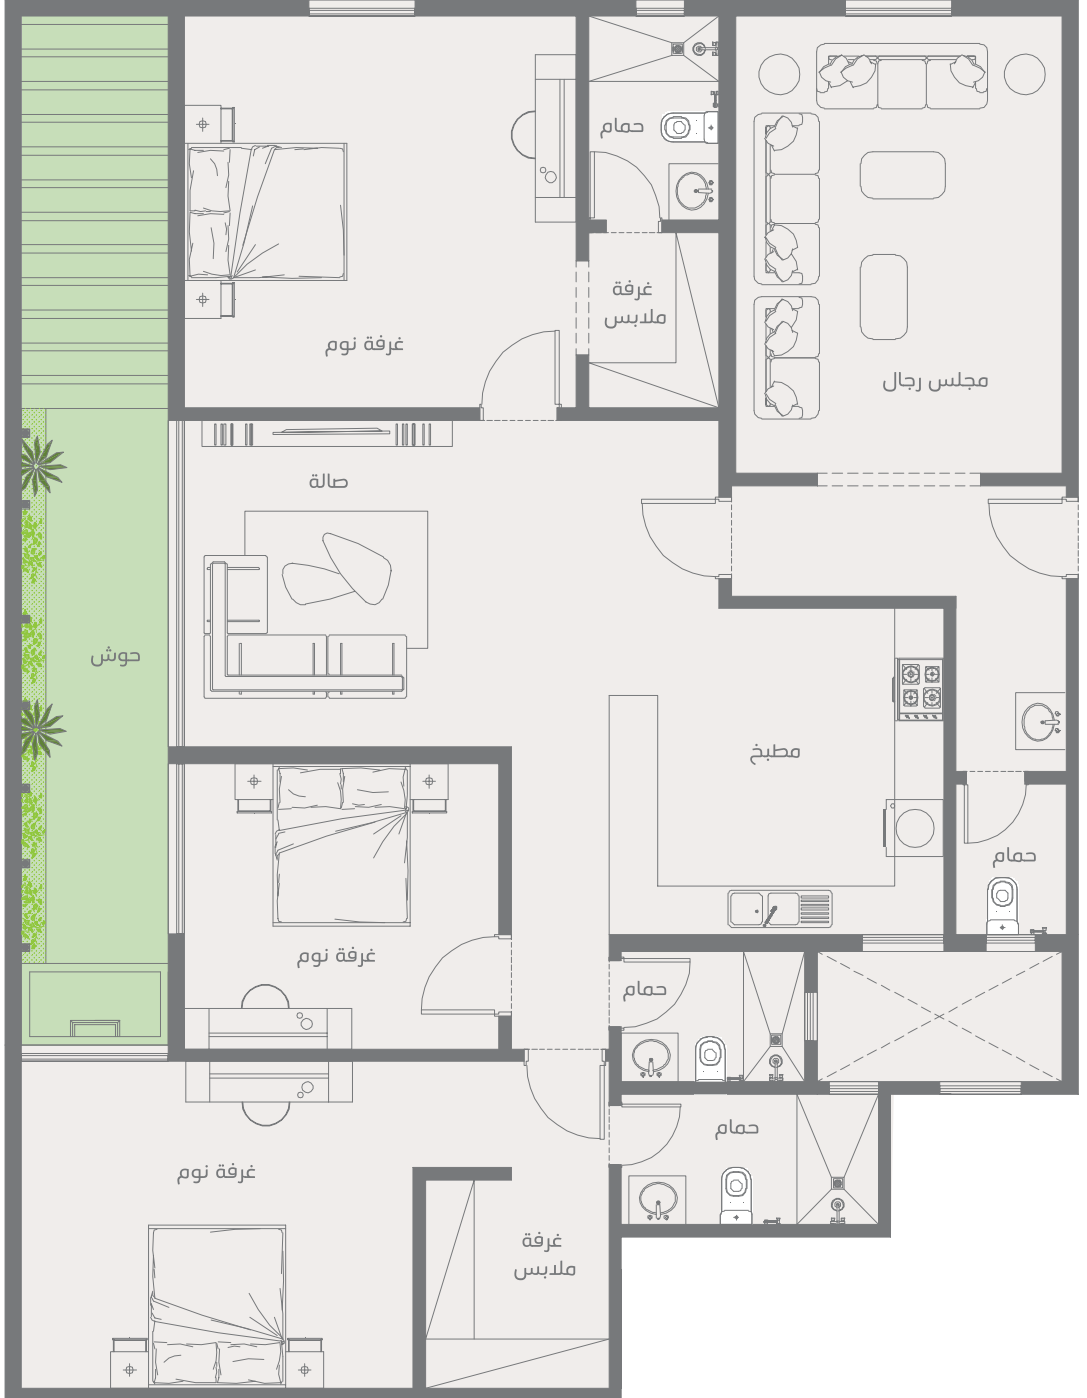 حمام
غرفة
ملابس
غرفة نوم
مجلس رجال
صالة
حوش
مطبخ
حمام
غرفة نوم
حمام
حمام
غرفة نوم
غرفة
ملابس